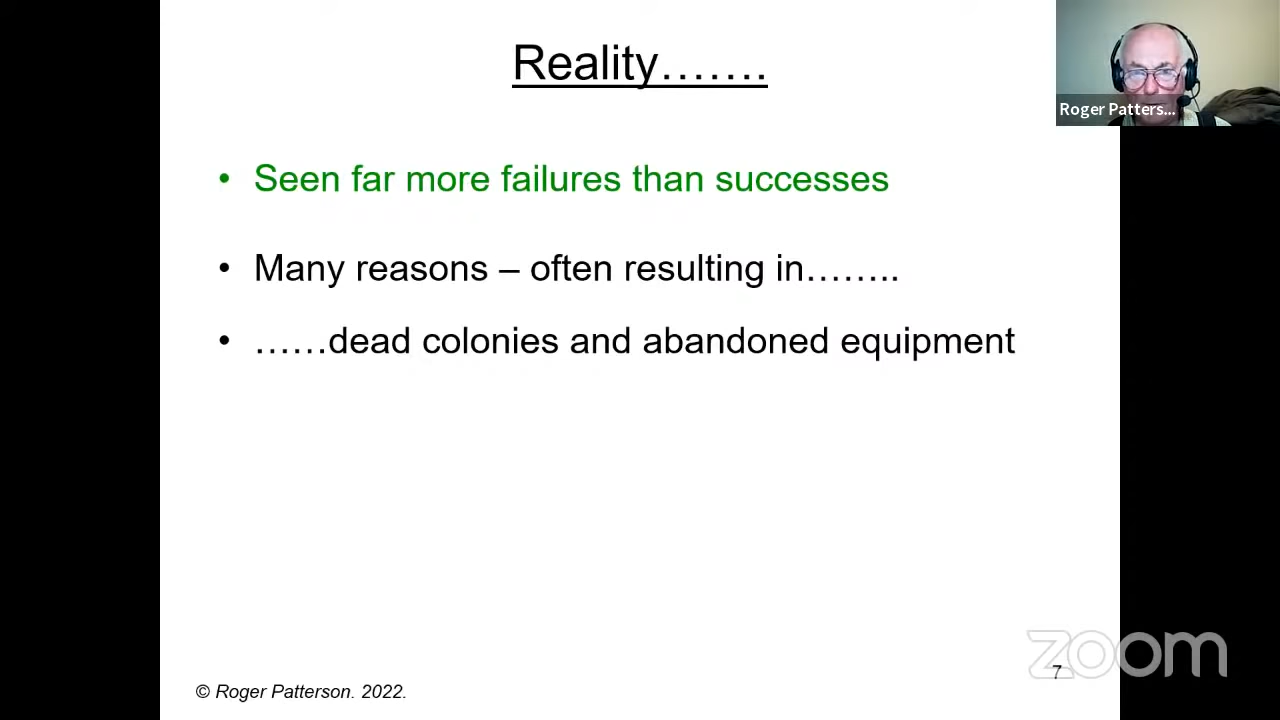 Reality…….
Roger Patters...
• Seen far more failures than successes
• Many reasons – often resulting in……..
• ……dead colonies and abandoned equipment
zoom
7
© Roger Patterson. 2022.